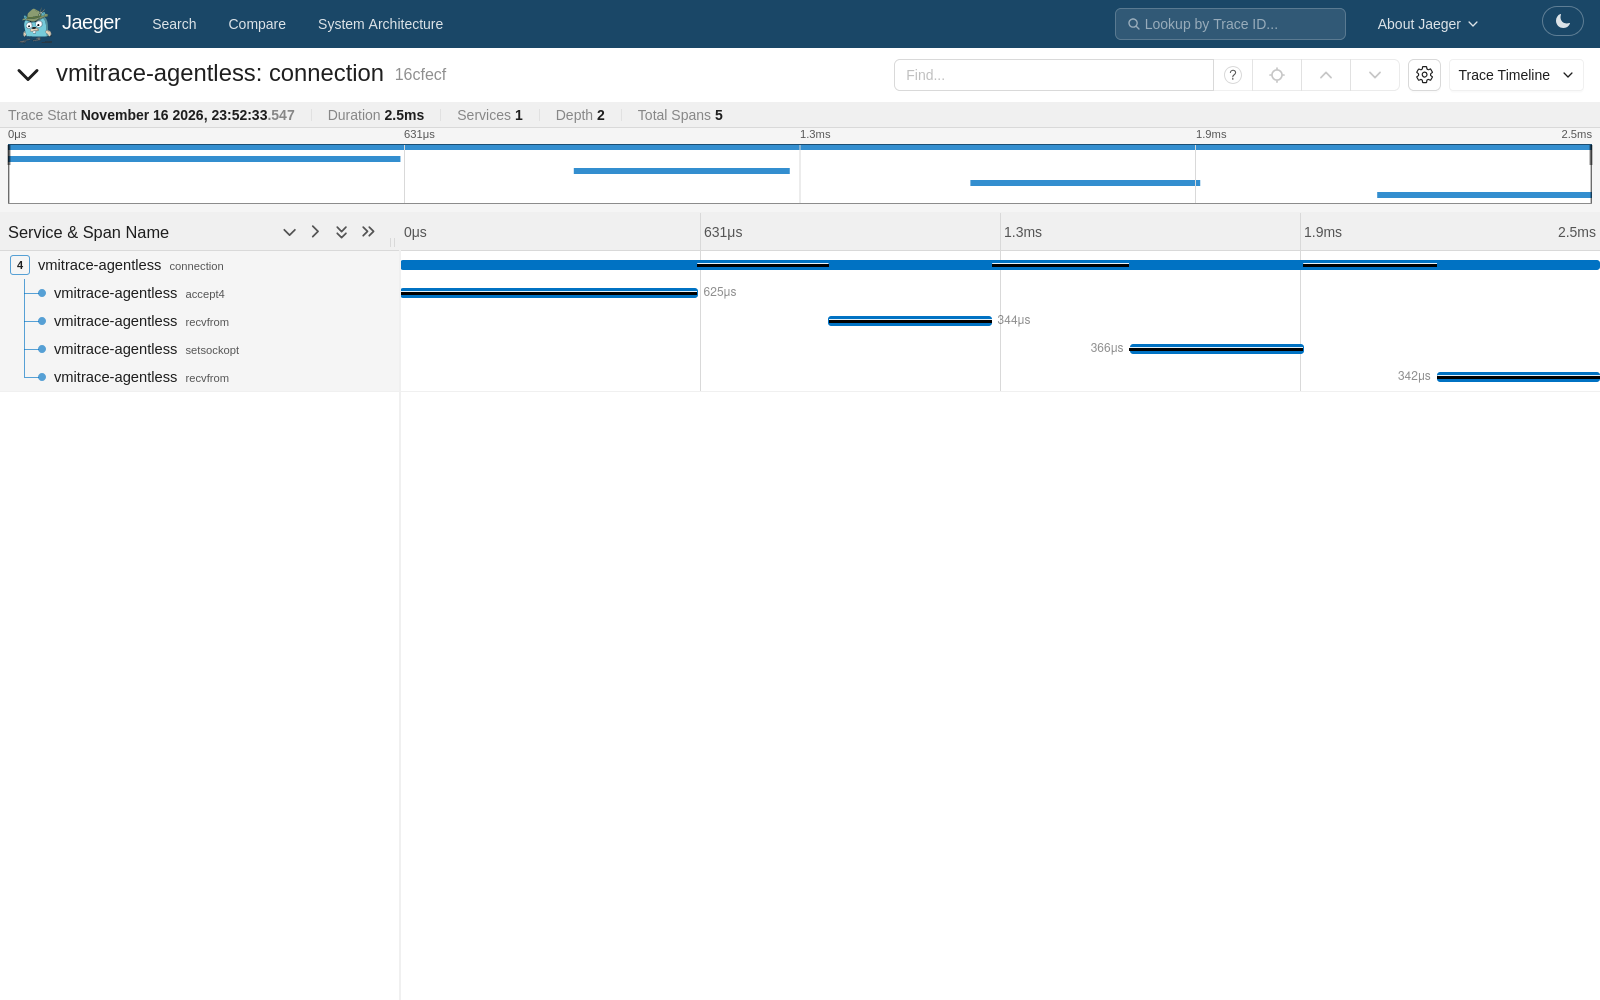 Jaeger Search Compare System Architecture Lookup by Trace ID... About Jaeger
vmitrace-agentless: connection 16cfecf Find... ? Trace Timeline
Trace Start November 16 2026, 23:52:33.547 Duration 2.5ms Services 1 Depth 2 Total Spans 5
0μs 631μs 1.3ms 1.9ms 2.5ms
Service & Span Name 0μs 631μs 1.3ms 1.9ms 2.5ms
4 vmitrace-agentless connection
vmitrace-agentless accept4 625μs
vmitrace-agentless recvfrom 344μs
vmitrace-agentless setsockopt 366μs
vmitrace-agentless recvfrom 342μs